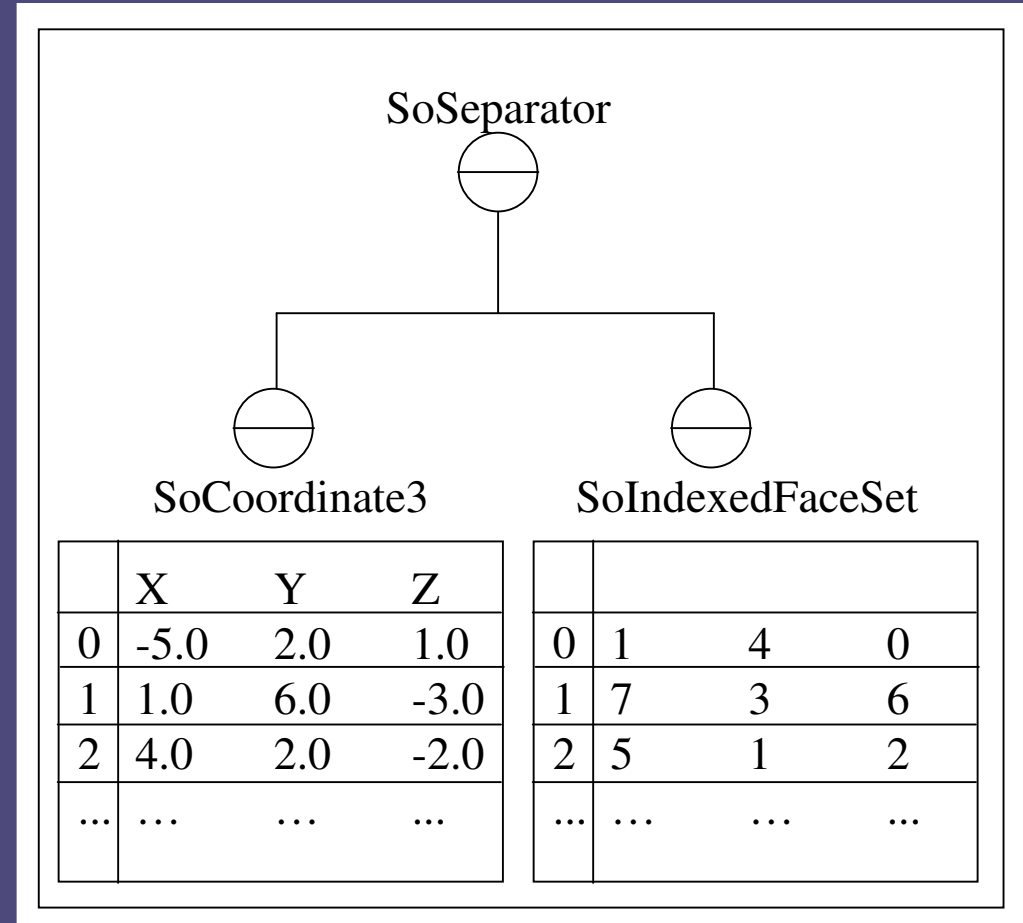 SoSeparator
SoCoordinate3
SoIndexedFaceSet
X Y Z
0 -5.0 2.0 1.0
1 1.0 6.0 -3.0
2 4.0 2.0 -2.0
... … … ...
0 1 4 0
1 7 3 6
2 5 1 2
... … … ...